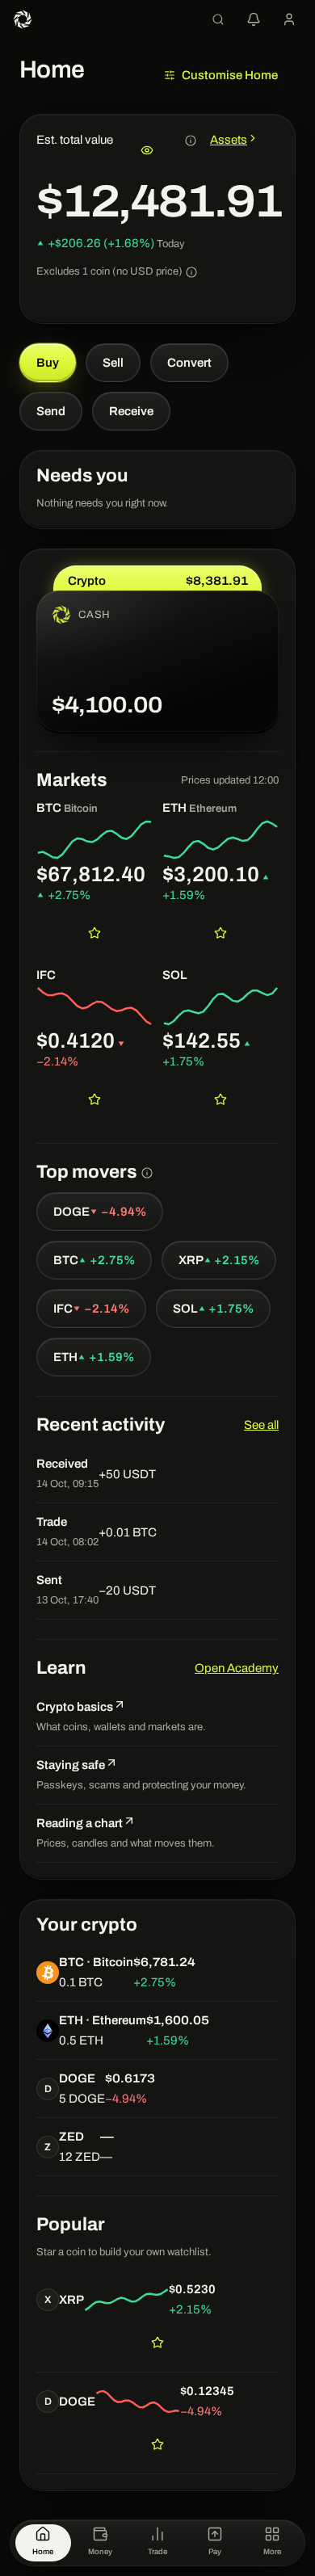 Home
Customise Home
Est. total value
Assets
$12,481.91
+$206.26 (+1.68%) Today
Excludes 1 coin (no USD price)
Buy
Sell
Convert
Send
Receive
Needs you
Nothing needs you right now.
Crypto
$8,381.91
CASH
$4,100.00
Markets
Prices updated 12:00
BTC Bitcoin
ETH Ethereum
$67,812.40
$3,200.10
+2.75%
+1.59%
IFC
SOL
$0.4120
$142.55
−2.14%
+1.75%
Top movers
DOGE −4.94%
BTC +2.75%
XRP +2.15%
IFC −2.14%
SOL +1.75%
ETH +1.59%
Recent activity
See all
Received
14 Oct, 09:15
+50 USDT
Trade
14 Oct, 08:02
+0.01 BTC
Sent
13 Oct, 17:40
−20 USDT
Learn
Open Academy
Crypto basics
What coins, wallets and markets are.
Staying safe
Passkeys, scams and protecting your money.
Reading a chart
Prices, candles and what moves them.
Your crypto
BTC · Bitcoin
$6,781.24
0.1 BTC
+2.75%
ETH · Ethereum
$1,600.05
0.5 ETH
+1.59%
D
DOGE
$0.6173
5 DOGE
−4.94%
Z
ZED
—
12 ZED
—
Popular
Star a coin to build your own watchlist.
X
XRP
$0.5230
+2.15%
D
DOGE
$0.12345
−4.94%
Home
Money
Trade
Pay
More